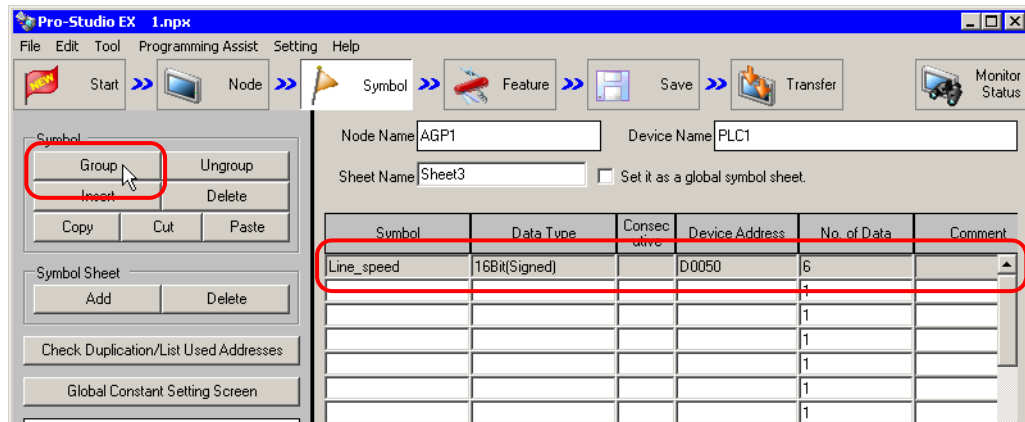 Pro-Studio EX 1.npx
File Edit Tool Programming Assist Setting Help
NEW Start Node Symbol Feature Save Transfer Monitor Status
Symbol
Group Ungroup
Insert Delete
Copy Cut Paste
Symbol Sheet
Add Delete
Check Duplication/List Used Addresses
Global Constant Setting Screen
Node Name AGP1 Device Name PLC1
Sheet Name Sheet3 Set it as a global symbol sheet.
Symbol Data Type Consecutive Device Address No. of Data Comment
Line_speed 16Bit(Signed) D0050 6
1
1
1
1
1
1